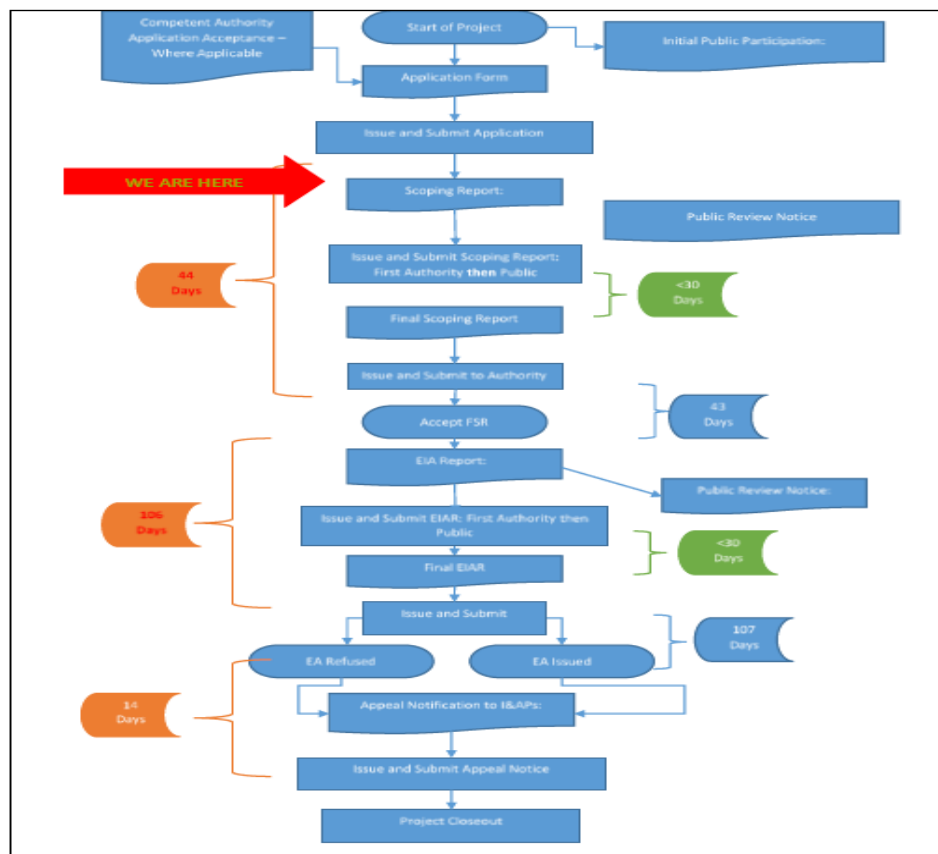 Competent Authority
Application Acceptance –
Where Applicable
Start of Project
Initial Public Participation:
Application Form
Issue and Submit Application
WE ARE HERE
Scoping Report:
Public Review Notice
Issue and Submit Scoping Report:
First Authority then Public
44
Days
<30
Days
Final Scoping Report
Issue and Submit to Authority
43
Days
Accept FSR
EIA Report:
Public Review Notice:
106
Days
Issue and Submit EIAR: First Authority then
Public
<30
Days
Final EIAR
Issue and Submit
107
Days
EA Refused
EA Issued
14
Days
Appeal Notification to I&APs:
Issue and Submit Appeal Notice
Project Closeout